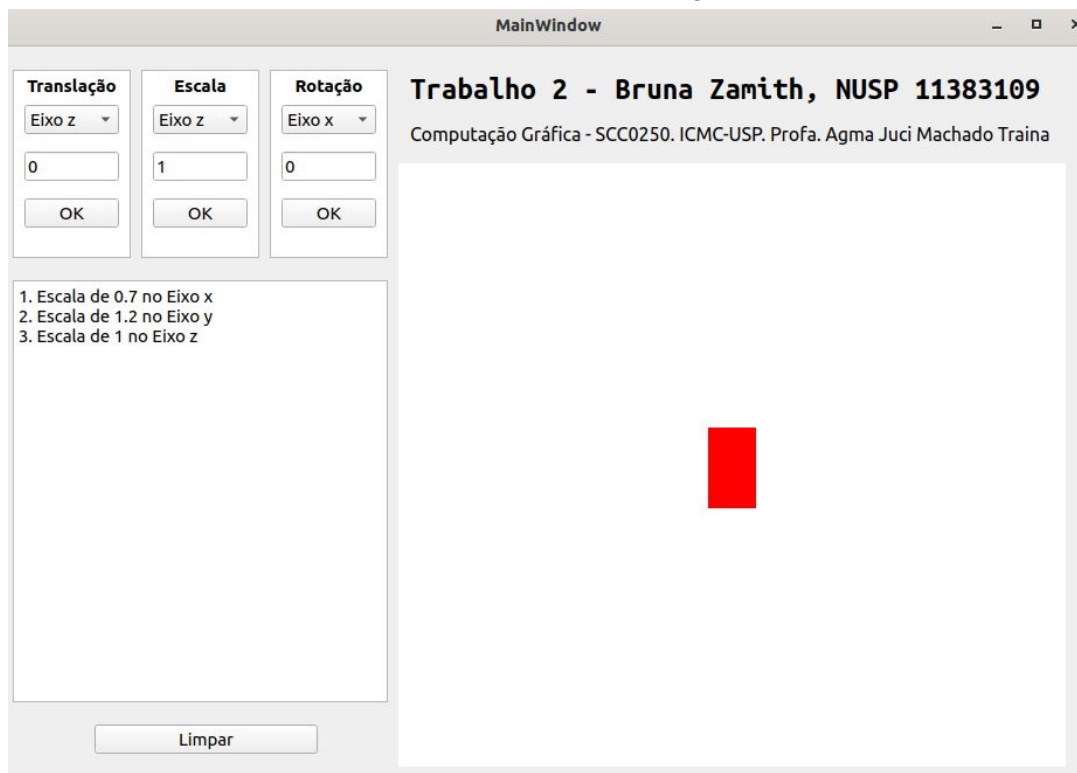 MainWindow
Translação Escala Rotação
Eixo z Eixo z Eixo x
0 1 0
OK OK OK
Trabalho 2 - Bruna Zamith, NUSP 11383109
Computação Gráfica - SCC0250. ICMC-USP. Profa. Agma Juci Machado Traina
1. Escala de 0.7 no Eixo x
2. Escala de 1.2 no Eixo y
3. Escala de 1 no Eixo z
Limpar